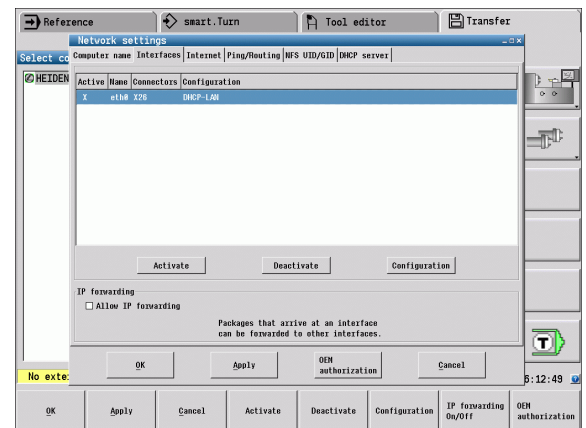 Reference smart.Turn Tool editor Transfer
Network settings
Select co
Computer name Interfaces Internet Ping/Routing NFS UID/GID DHCP server
HEIDEN
Active Name Connectors Configuration
X eth0 X26 DHCP-LAN
Activate Deactivate Configuration
IP forwarding
Allow IP forwarding
Packages that arrive at an interface
can be forwarded to other interfaces.
T
OK Apply OEM authorization Cancel
No exte
6:12:49
OK Apply Cancel Activate Deactivate Configuration IP forwarding On/Off OEM authorization